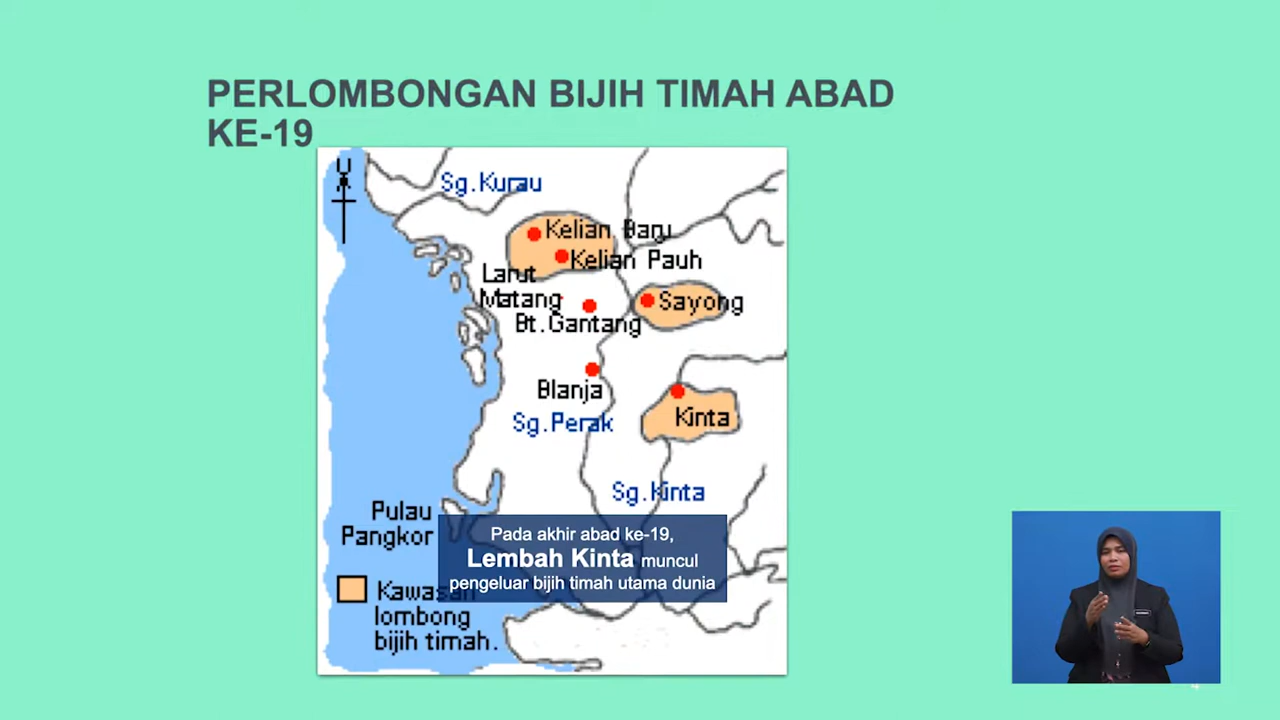 PERLOMBONGAN BIJIH TIMAH ABAD
KE-19
U
Sg.Kurau
Kelian Baru
Kelian Pauh
Larut
Matang
Sayong
Bt.Gantang
Blanja
Kinta
Sg.Perak
Sg.Kinta
Pulau
Pangkor
Pada akhir abad ke-19,
Lembah Kinta muncul
pengeluar bijih timah utama dunia
Kawasan
lombong
bijih timah.
4